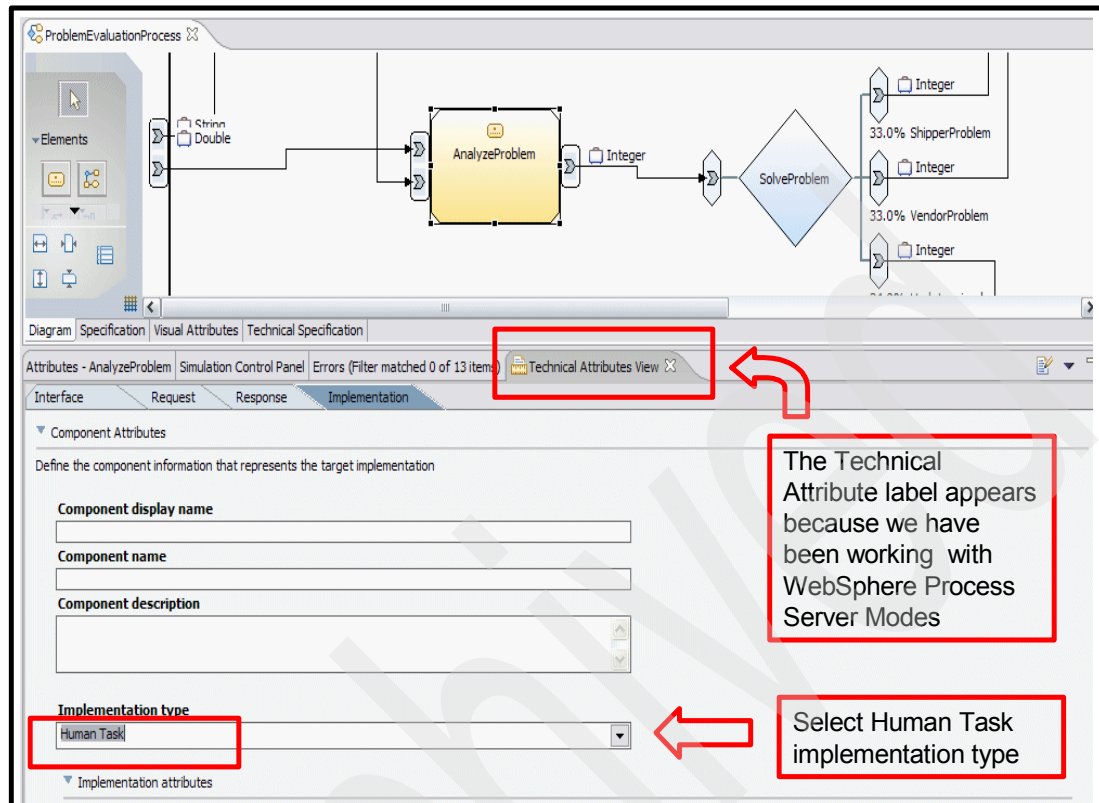 ProblemEvaluationProcess
Elements
String
Double
AnalyzeProblem
Integer
SolveProblem
Integer
33.0% ShipperProblem
Integer
33.0% VendorProblem
Integer
Diagram Specification Visual Attributes Technical Specification
Attributes - AnalyzeProblem Simulation Control Panel Errors (Filter matched 0 of 13 items) Technical Attributes View
Interface Request Response Implementation
Component Attributes
Define the component information that represents the target implementation
Component display name
Component name
Component description
Implementation type
Human Task
Implementation attributes
The Technical
Attribute label appears
because we have
been working with
WebSphere Process
Server Modes
Select Human Task
implementation type